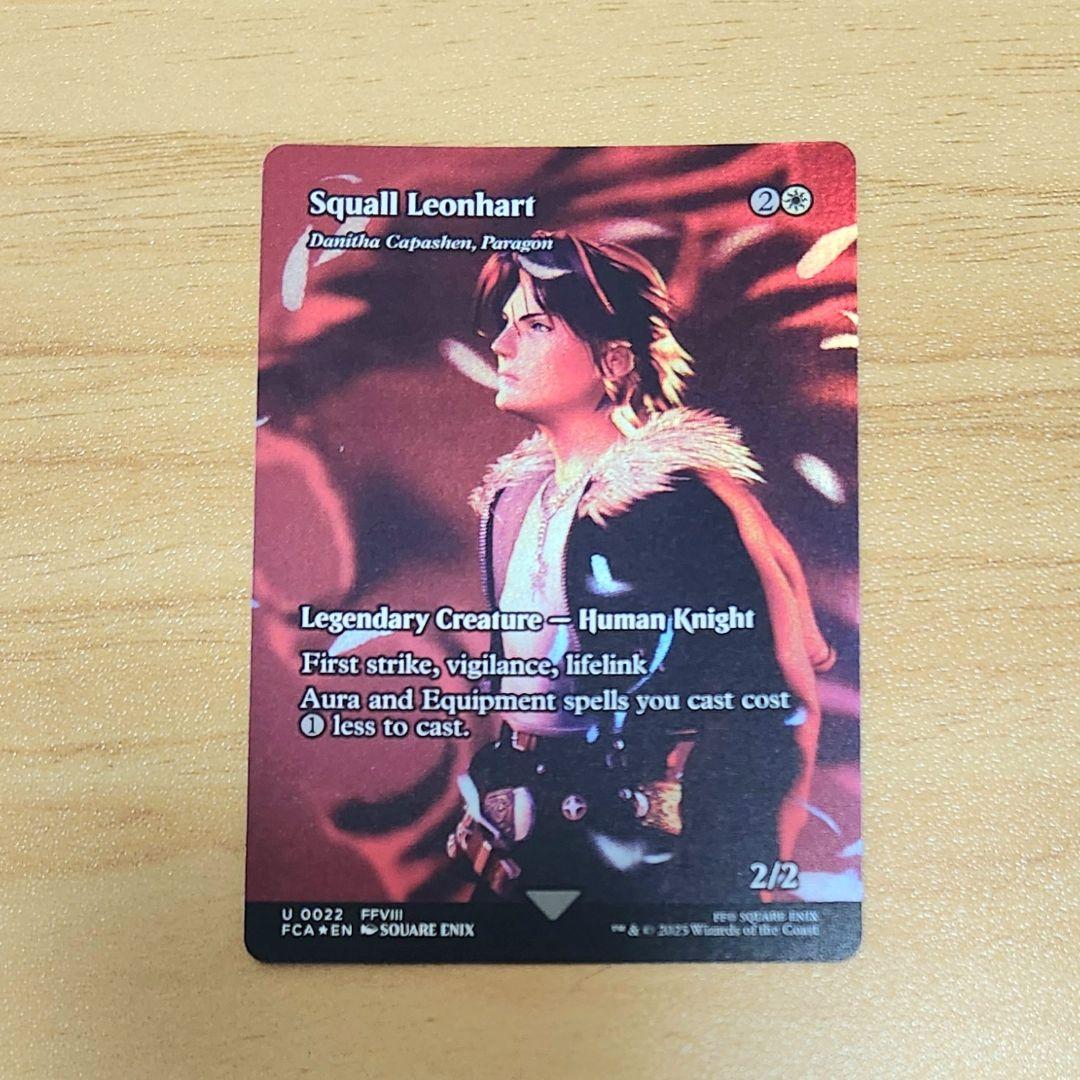 Squall Leonhart 2
Danitha Capashen, Paragon
Legendary Creature — Human Knight
First strike, vigilance, lifelink
Aura and Equipment spells you cast cost
1 less to cast.
2/2
U 0022 FFVIII
FCA★EN SQUARE ENIX
FF© SQUARE ENIX
™ & © 2025 Wizards of the Coast